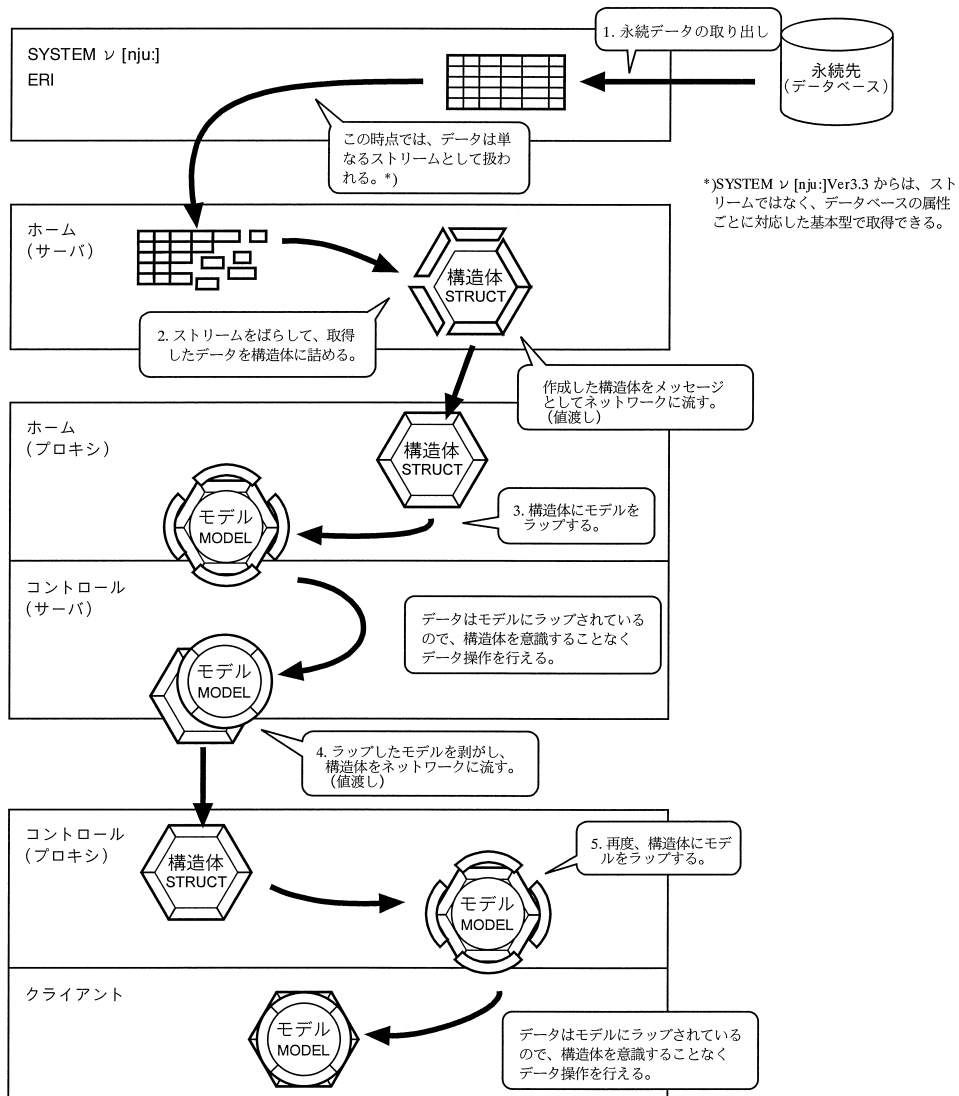 1. 永続データの取り出し
SYSTEM ν [nju:]
ERI
永続先
(データベース)
この時点では、データは単
なるストリームとして扱わ
れる。*)
*)SYSTEM ν [nju:]Ver3.3 からは、スト
リームではなく、データベースの属性
ごとに対応した基本型で取得できる。
ホーム
(サーバ)
構造体
STRUCT
2. ストリームをばらして、取得
したデータを構造体に詰める。
作成した構造体をメッセージ
としてネットワークに流す。
(値渡し)
ホーム
(プロキシ)
構造体
STRUCT
モデル
MODEL
3. 構造体にモデルを
ラップする。
コントロール
(サーバ)
データはモデルにラップされている
ので、構造体を意識することなく
データ操作を行える。
モデル
MODEL
4. ラップしたモデルを剥がし、
構造体をネットワークに流す。
(値渡し)
コントロール
(プロキシ)
構造体
STRUCT
5. 再度、構造体にモデ
ルをラップする。
モデル
MODEL
クライアント
モデル
MODEL
データはモデルにラップされている
ので、構造体を意識することなく
データ操作を行える。